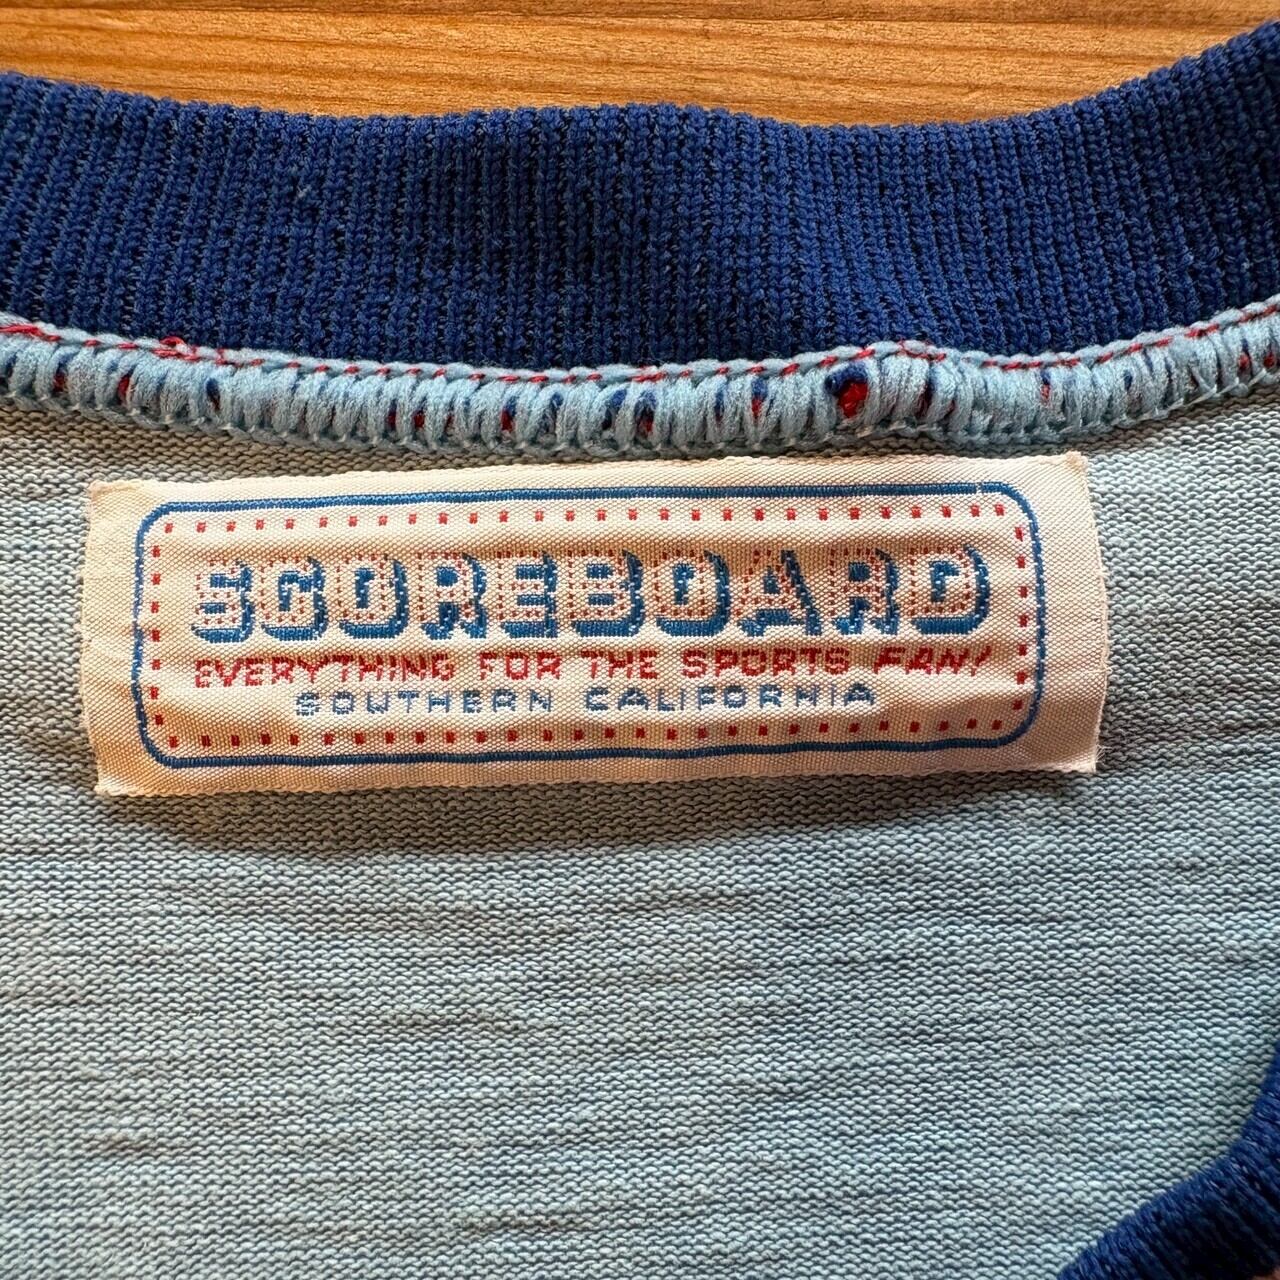 SCOREBOARD
EVERYTHING FOR THE SPORTS FAN!
SOUTHERN CALIFORNIA